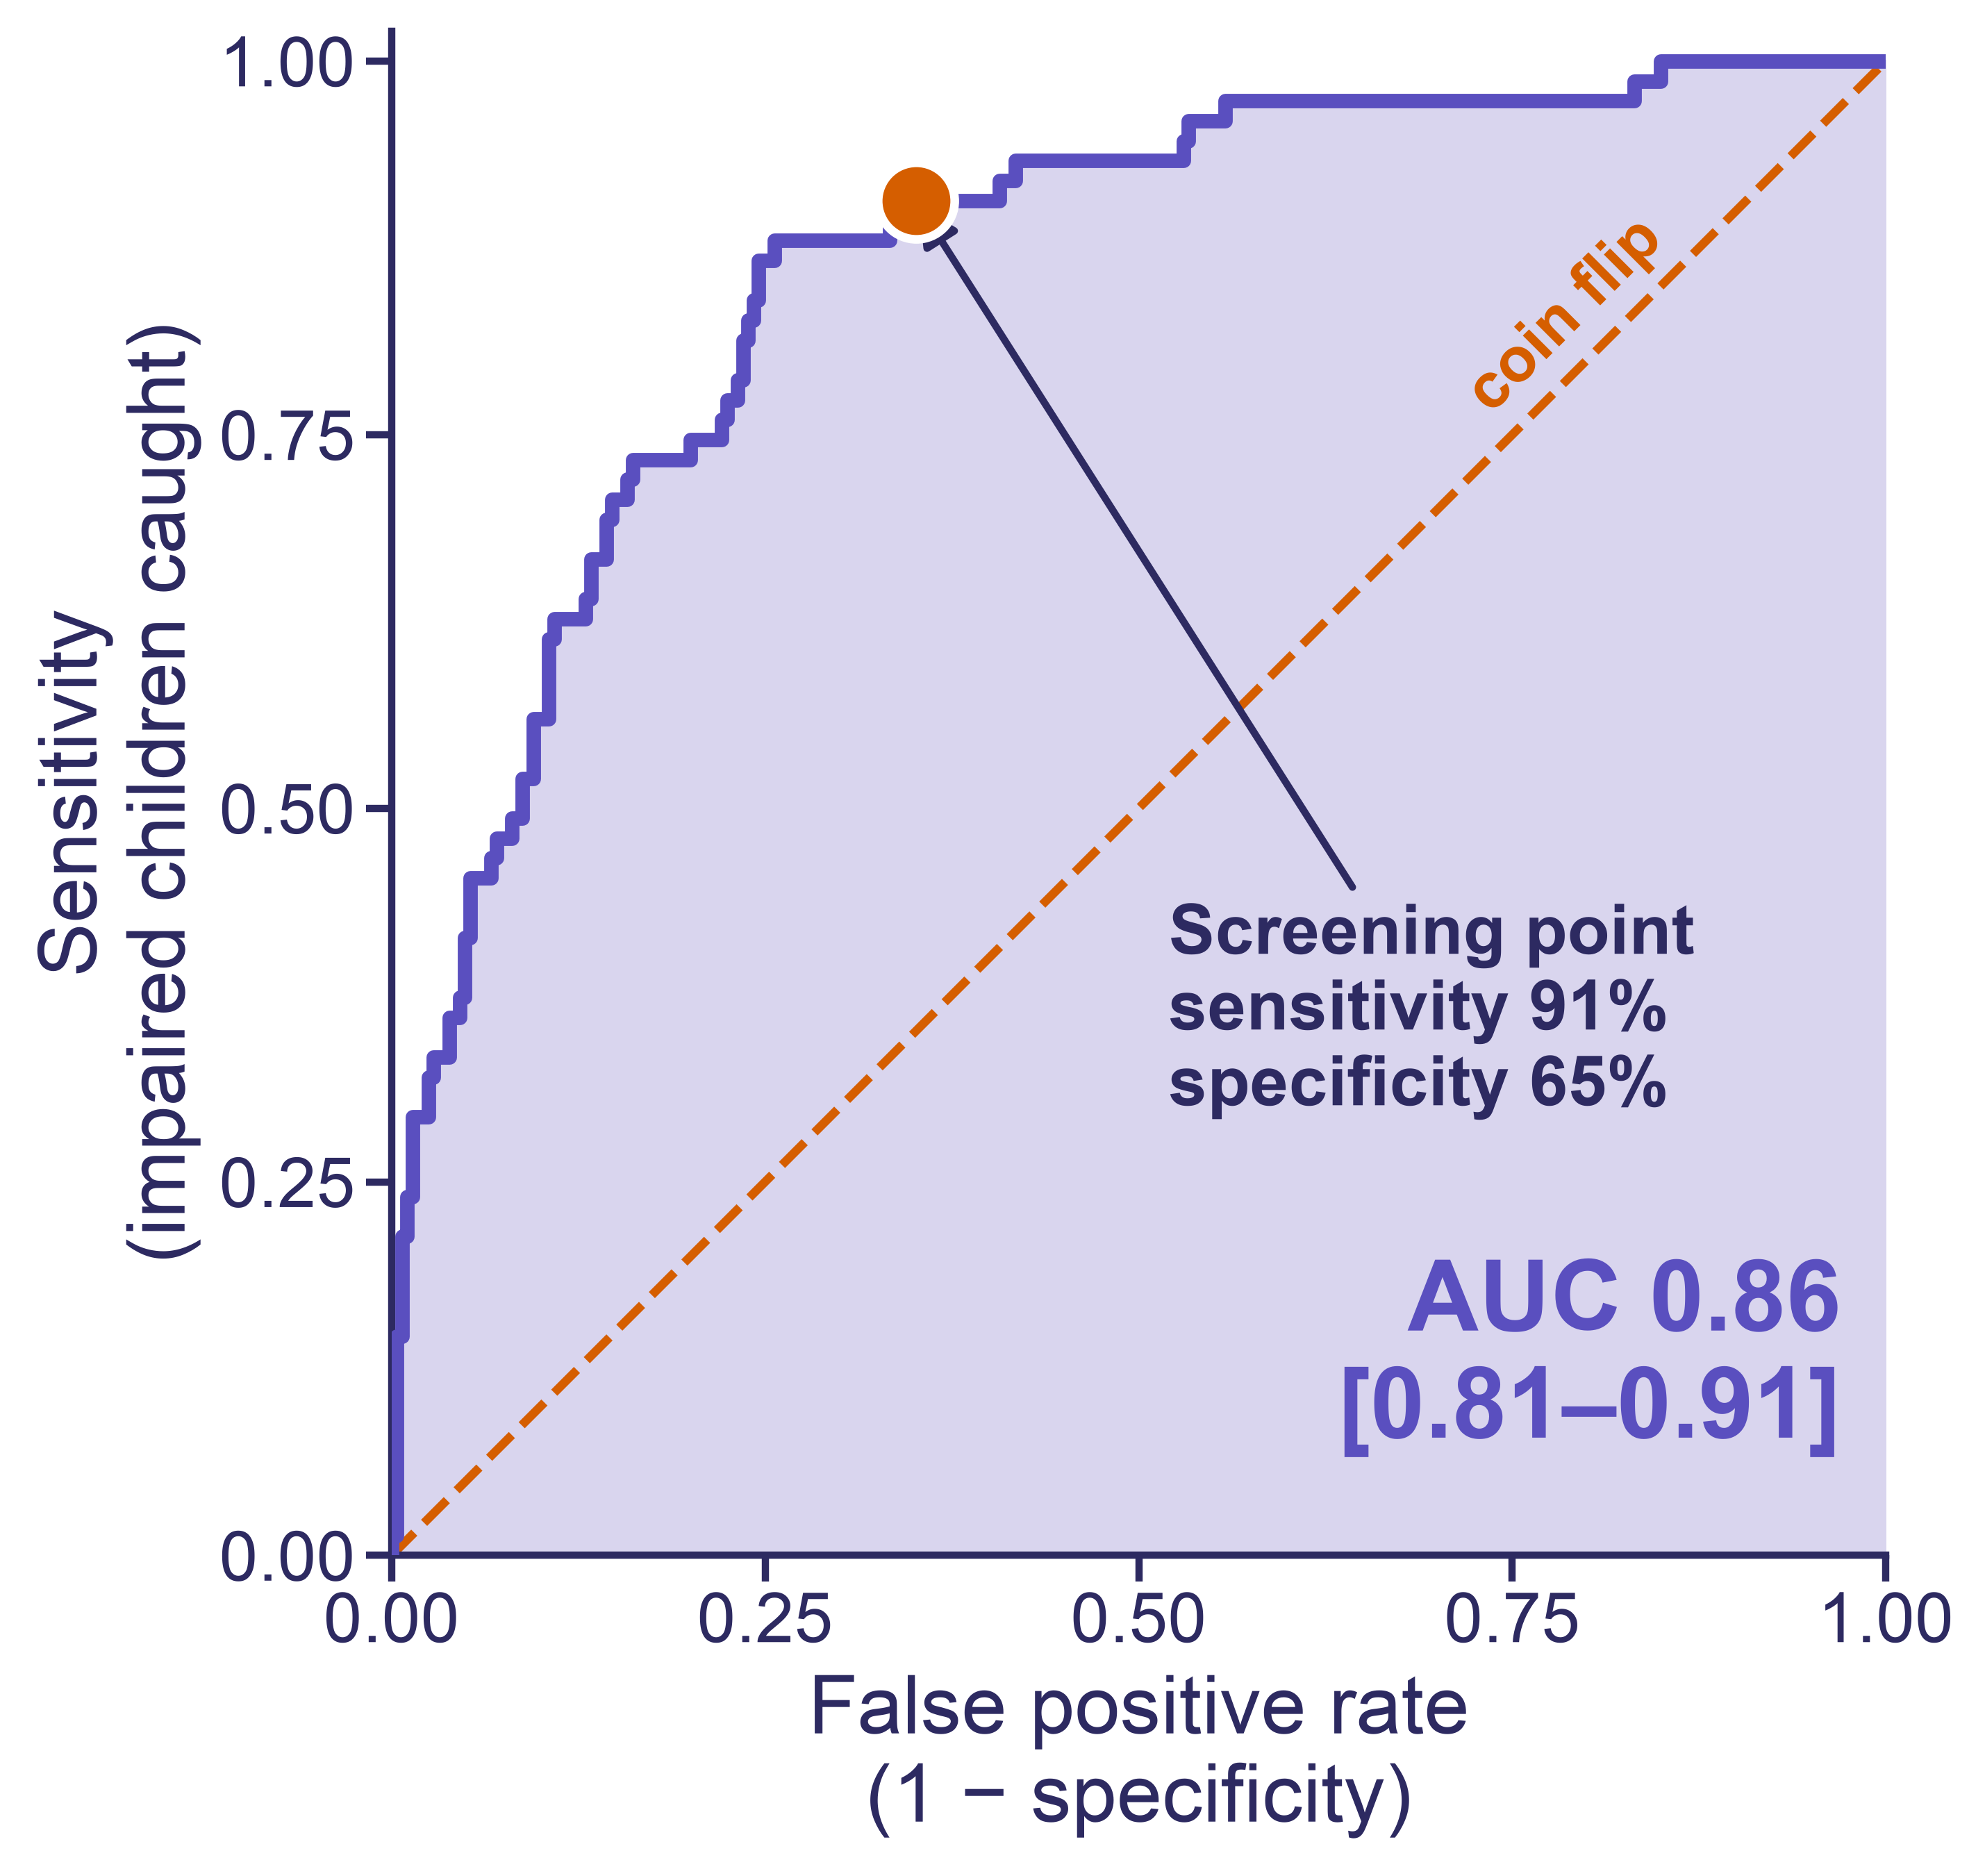 Sensitivity
(impaired children caught)
1.00
0.75
0.50
0.25
0.00
coin flip
Screening point
sensitivity 91%
specificity 65%
AUC 0.86
[0.81–0.91]
0.00
0.25
0.50
0.75
1.00
False positive rate
(1 − specificity)